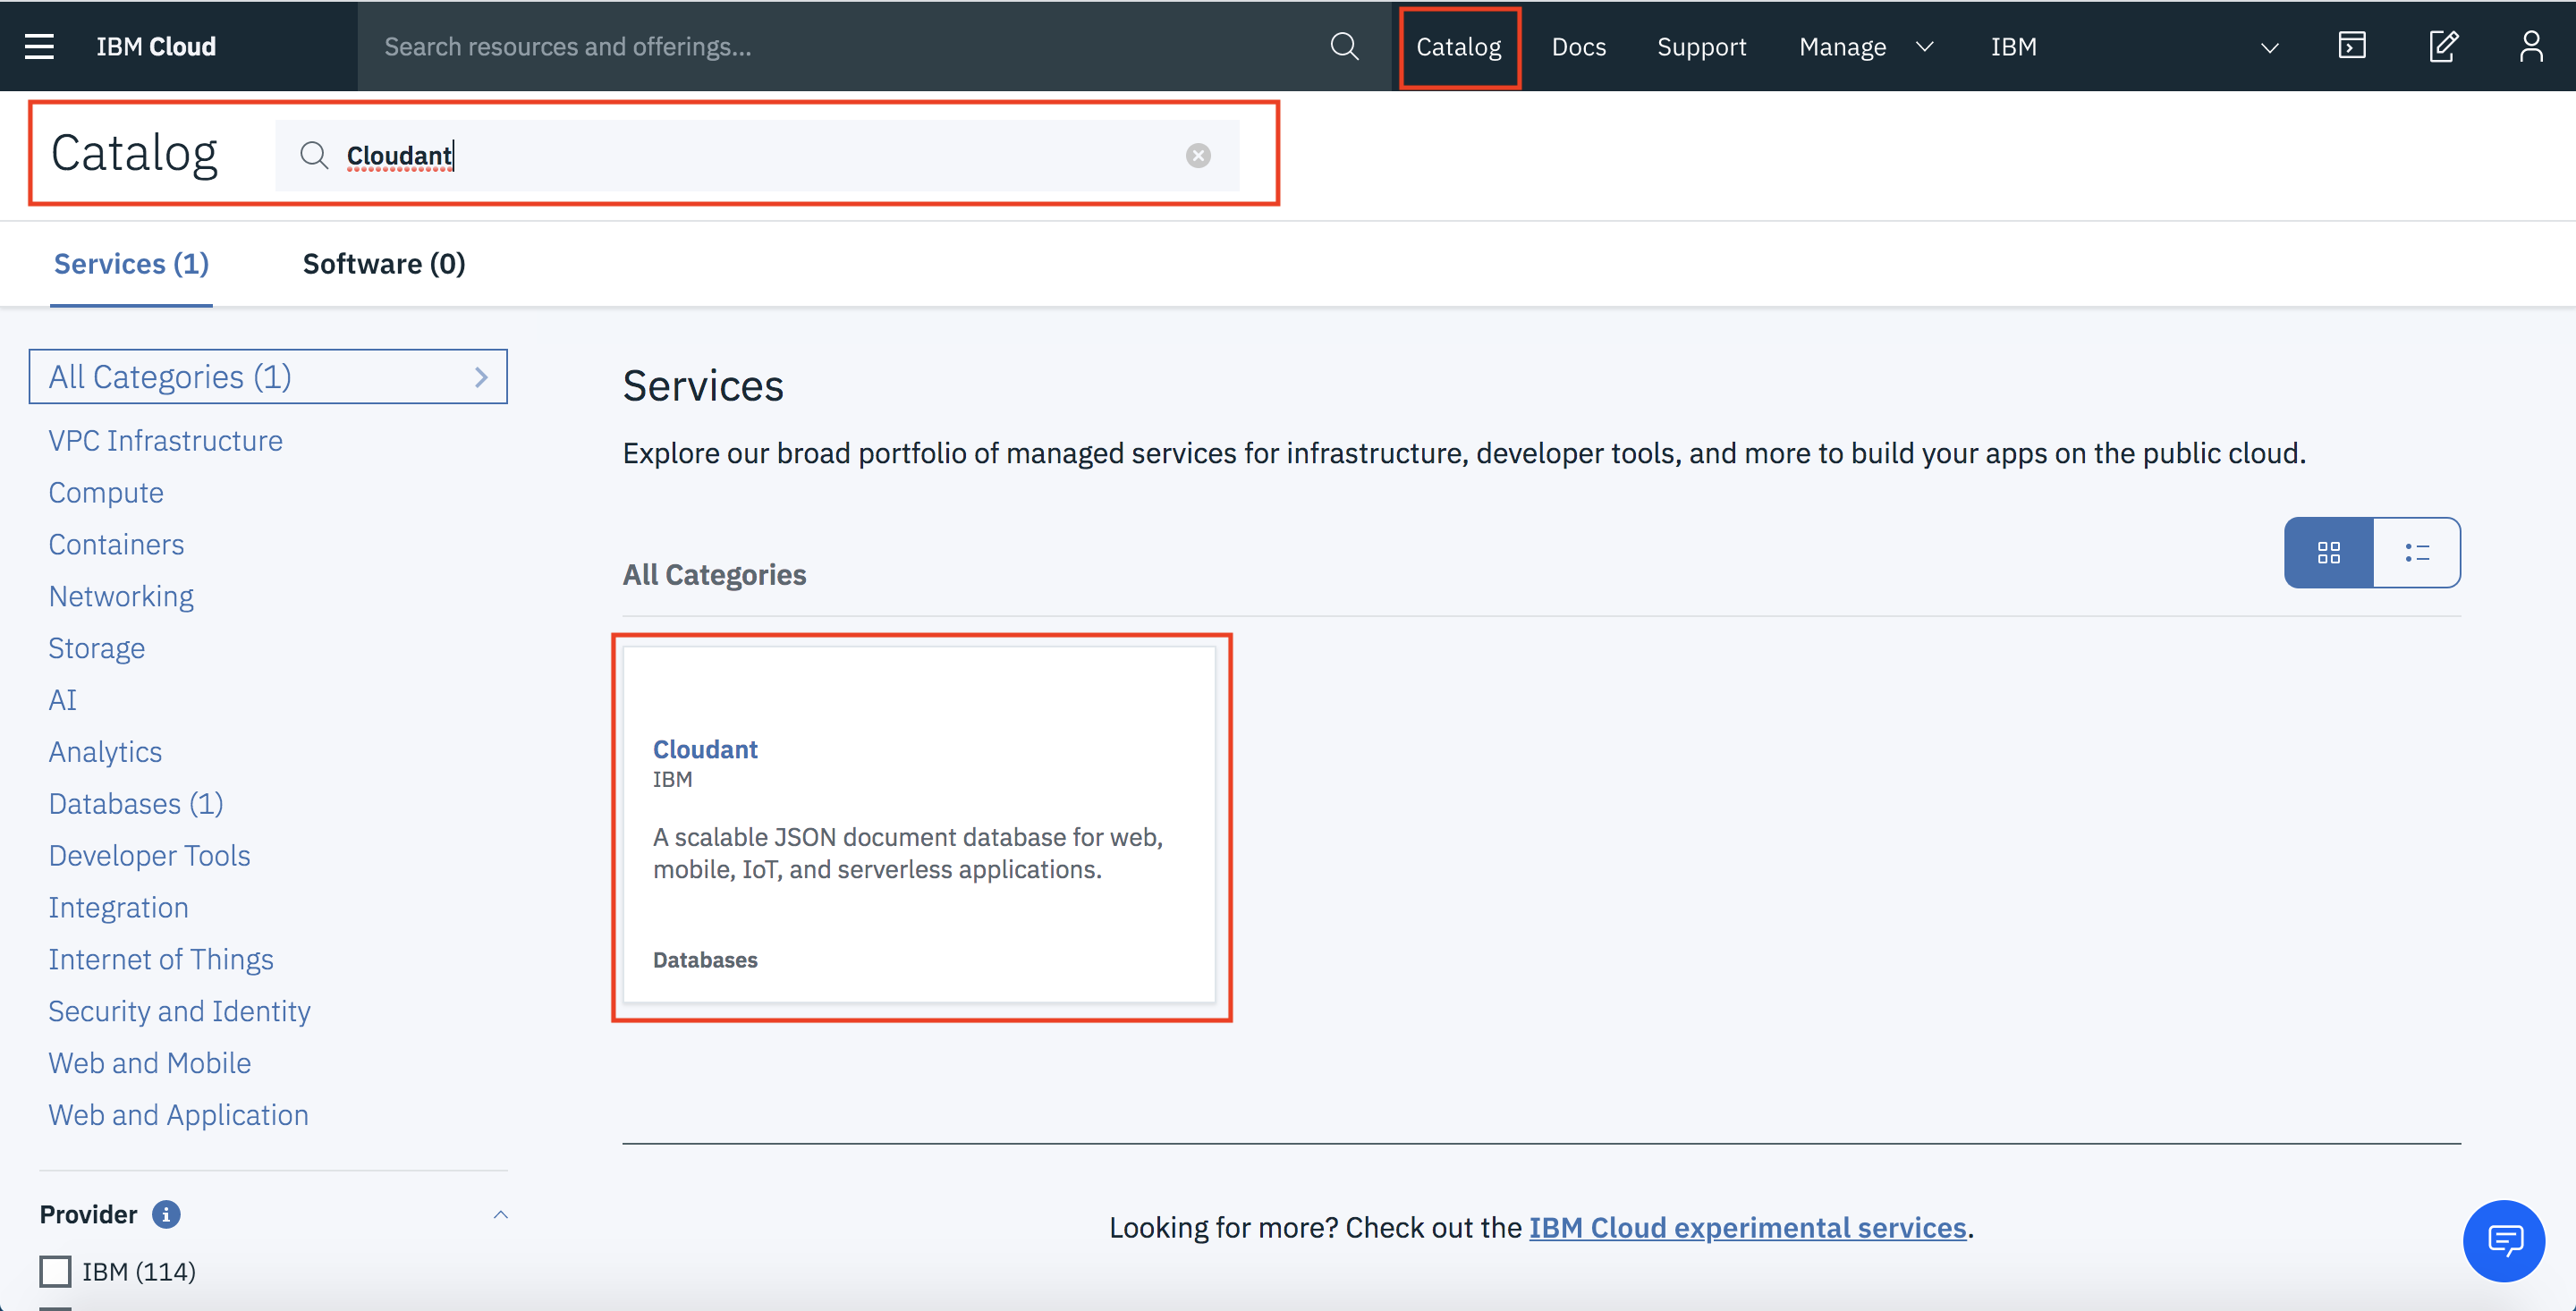 IBM Cloud
Search resources and offerings...
Catalog
Docs
Support
Manage
IBM
Catalog
Cloudant
Services (1)
Software (0)
All Categories (1)
VPC Infrastructure
Compute
Containers
Networking
Storage
AI
Analytics
Databases (1)
Developer Tools
Integration
Internet of Things
Security and Identity
Web and Mobile
Web and Application
Provider
IBM (114)
Services
Explore our broad portfolio of managed services for infrastructure, developer tools, and more to build your apps on the public cloud.
All Categories
Cloudant
IBM
A scalable JSON document database for web,
mobile, IoT, and serverless applications.
Databases
Looking for more? Check out the IBM Cloud experimental services.